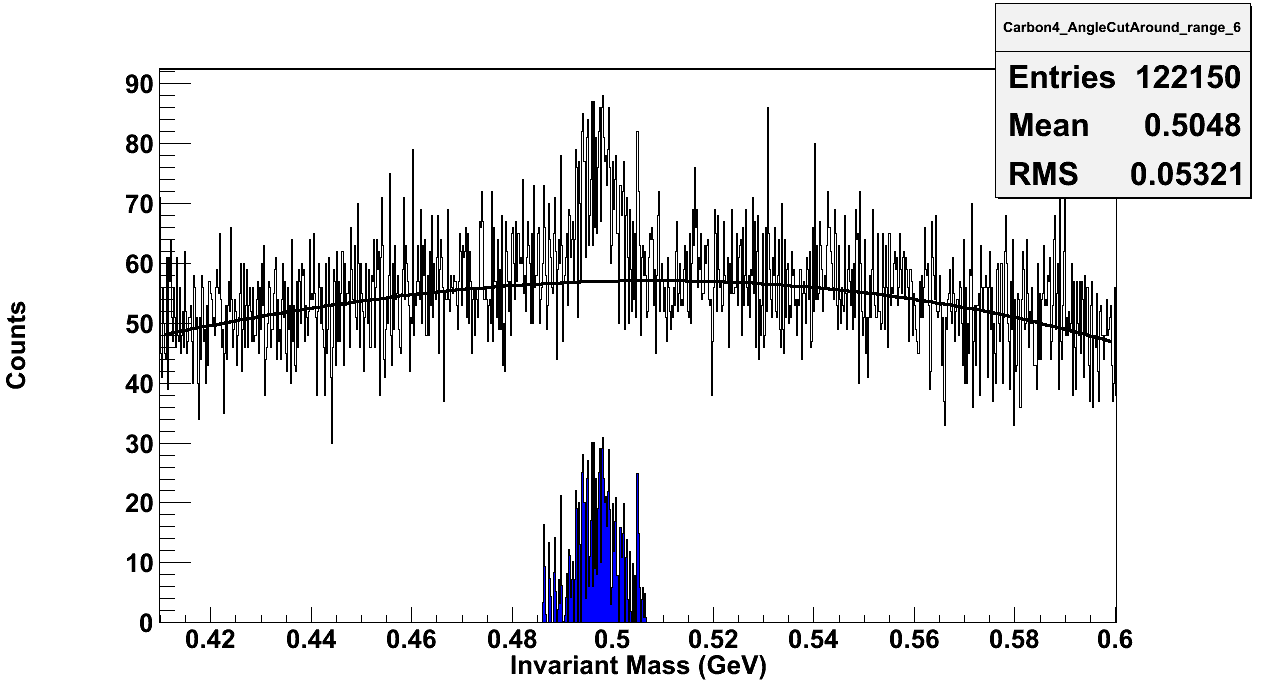 Carbon4_AngleCutAround_range_6
Entries 122150
Mean 0.5048
RMS 0.05321
90
80
70
60
50
40
30
20
10
0
Counts
0.42 0.44 0.46 0.48 0.5 0.52 0.54 0.56 0.58 0.6
Invariant Mass (GeV)